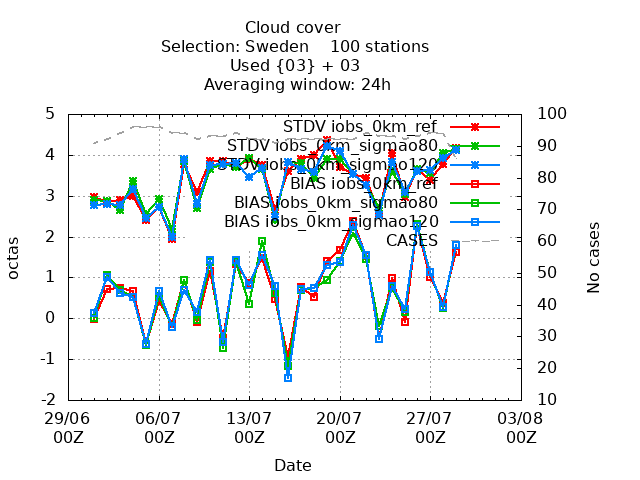 Cloud cover
Selection: Sweden    100 stations
Used {03} + 03
Averaging window: 24h
5 100
STDV iobs_0km_ref
STDV iobs_0km_sigmao80
STDV iobs_0km_sigmao120
BIAS iobs_0km_ref
BIAS iobs_0km_sigmao80
BIAS iobs_0km_sigmao120
CASES
4 90
3 80
2 70
1 60
0 50
-1 40
-2 30
20
10
octas
No cases
29/06 06/07 13/07 20/07 27/07 03/08
00Z 00Z 00Z 00Z 00Z 00Z
Date